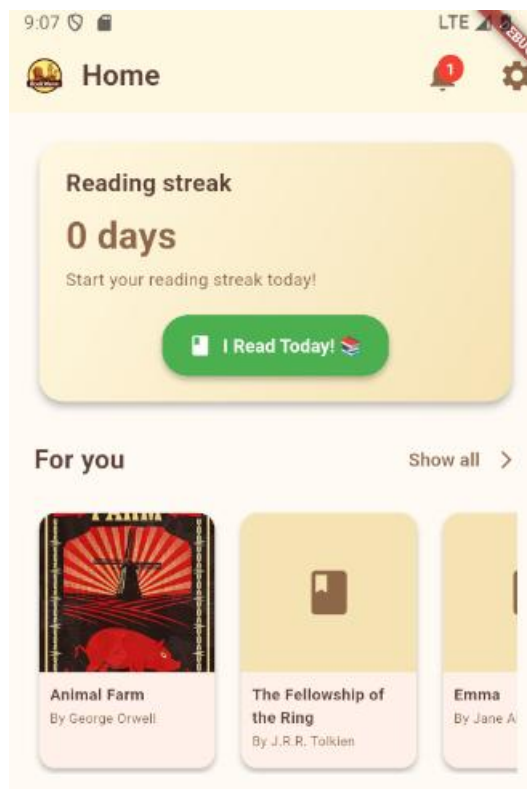 9:07
LTE
Home
1
Reading streak
0 days
Start your reading streak today!
I Read Today! 📚
For you
Show all
FARM
Animal Farm
By George Orwell
The Fellowship of
the Ring
By J.R.R. Tolkien
Emma
By Jane A